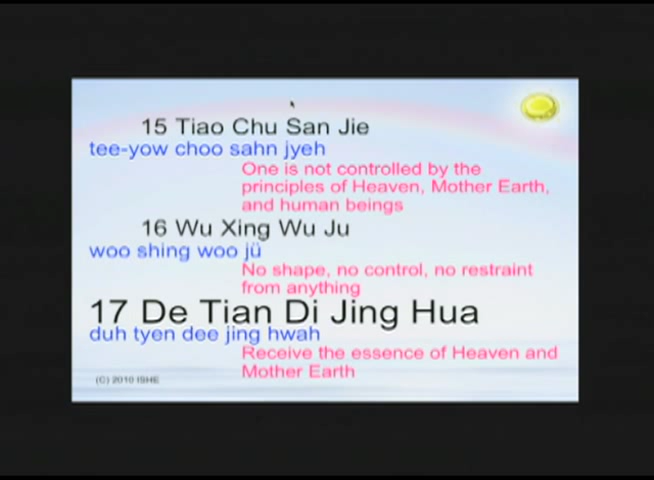 15 Tiao Chu San Jie
tee-yow choo sahn jyeh
One is not controlled by the
principles of Heaven, Mother Earth,
and human beings
16 Wu Xing Wu Ju
woo shing woo jü
No shape, no control, no restraint
from anything
17 De Tian Di Jing Hua
duh tyen dee jing hwah
Receive the essence of Heaven and
Mother Earth
(C) 2010 ISHE